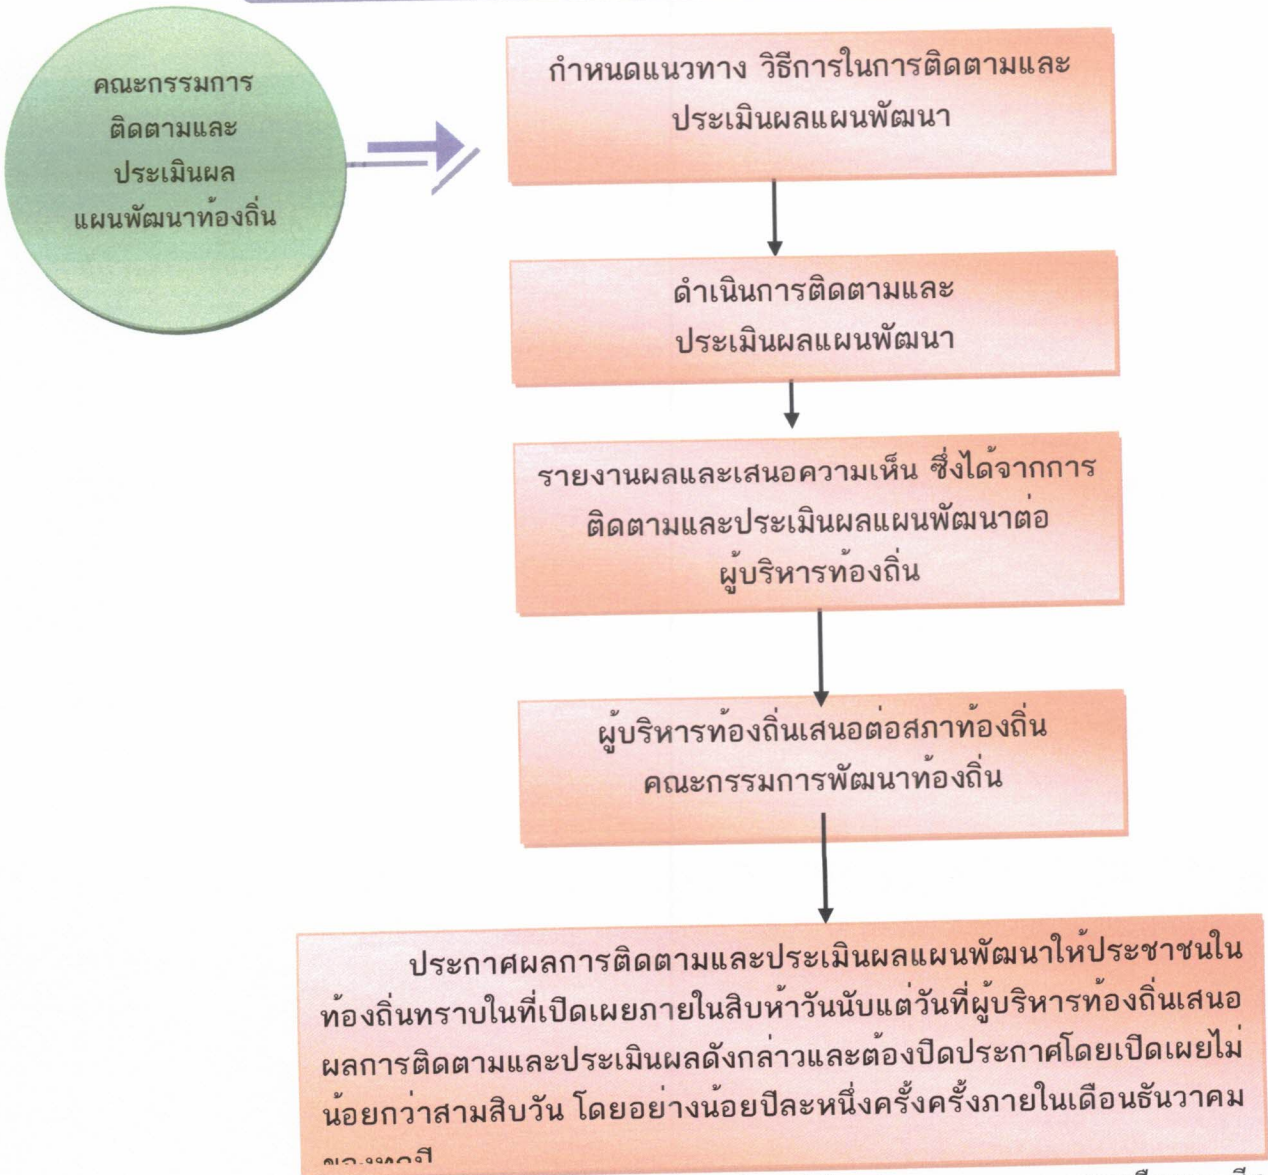 คณะกรรมการ
ติดตามและ
ประเมินผล
แผนพัฒนาท้องถิ่น
กำหนดแนวทาง วิธีการในการติดตามและ
ประเมินผลแผนพัฒนา
ดำเนินการติดตามและ
ประเมินผลแผนพัฒนา
รายงานผลและเสนอความเห็น ซึ่งได้จากการ
ติดตามและประเมินผลแผนพัฒนาต่อ
ผู้บริหารท้องถิ่น
ผู้บริหารท้องถิ่นเสนอต่อสภาท้องถิ่น
คณะกรรมการพัฒนาท้องถิ่น
ประกาศผลการติดตามและประเมินผลแผนพัฒนาให้ประชาชนใน
ท้องถิ่นทราบในที่เปิดเผยภายในสิบห้าวันนับแต่วันที่ผู้บริหารท้องถิ่นเสนอ
ผลการติดตามและประเมินผลดังกล่าวและต้องปิดประกาศโดยเปิดเผยไม่
น้อยกว่าสามสิบวัน โดยอย่างน้อยปีละหนึ่งครั้งครั้งภายในเดือนธันวาคม